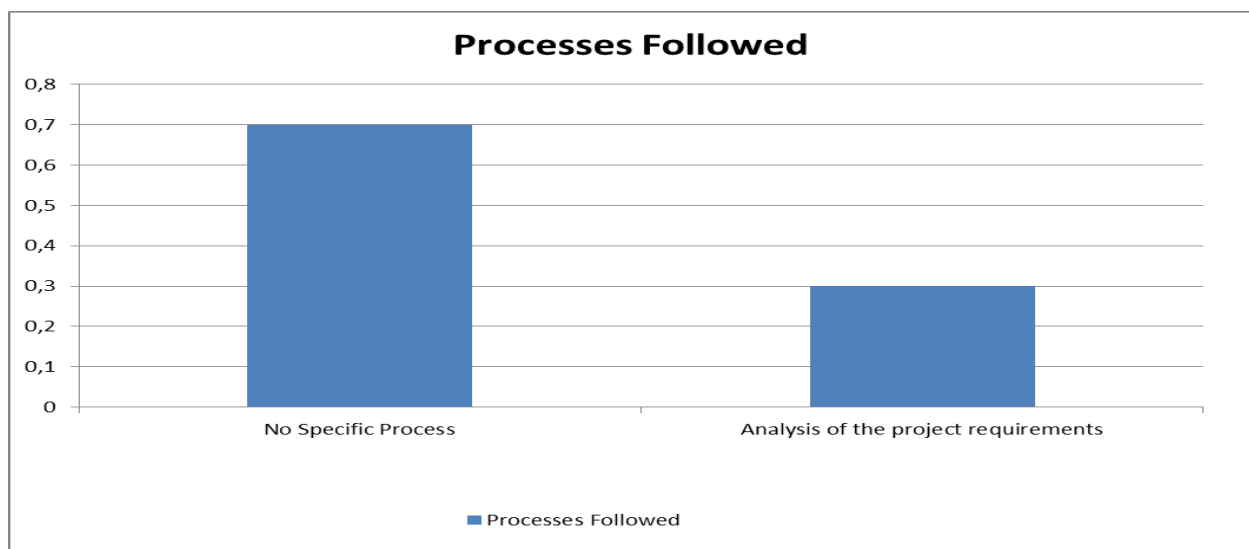 Processes Followed
0,8
0,7
0,6
0,5
0,4
0,3
0,2
0,1
0
No Specific Process
Analysis of the project requirements
Processes Followed